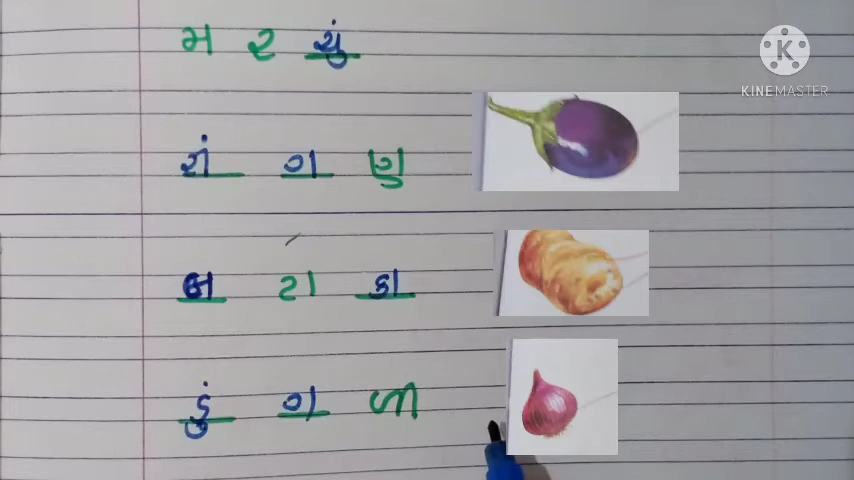 મ ર ચું
K
KINEMASTER
રીં ગ ણુ
બ ટા કા
ડું ગ ળી